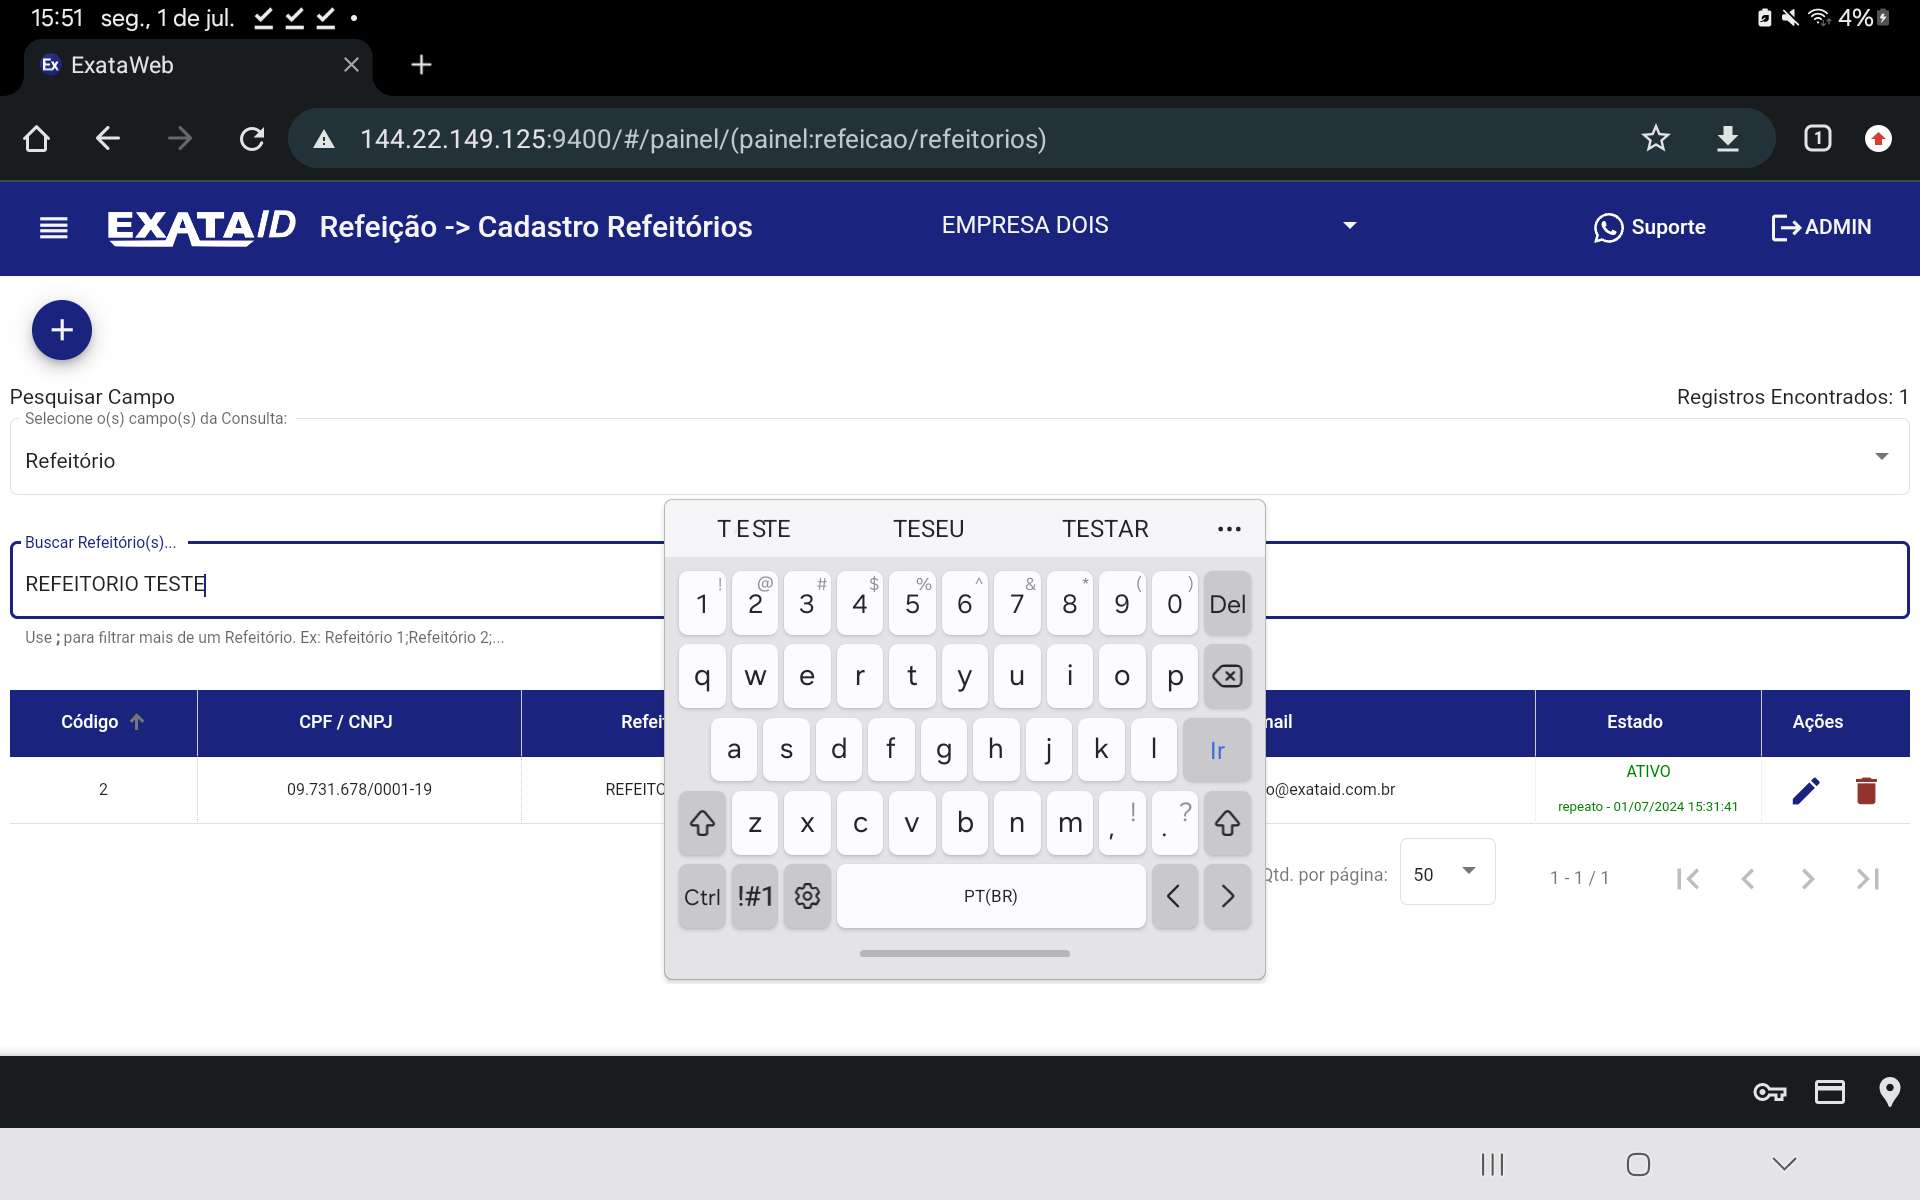 15:51 seg., 1 de jul. 4%
Ex ExataWeb
144.22.149.125:9400/#/painel/(painel:refeicao/refeitorios) 1
EXATAID Refeição -> Cadastro Refeitórios EMPRESA DOIS Suporte ADMIN
Pesquisar Campo Registros Encontrados: 1
Selecione o(s) campo(s) da Consulta:
Refeitório
T ESTE TESEU TESTAR
Buscar Refeitório(s)...
REFEITORIO TESTE
! @ # $ % ^ & * ( )
1 2 3 4 5 6 7 8 9 0 Del
Use ; para filtrar mais de um Refeitório. Ex: Refeitório 1;Refeitório 2;...
q w e r t y u i o p
Código CPF / CNPJ Refei nail Estado Ações
a s d f g h j k l Ir
2 09.731.678/0001-19 REFEITO o@exataid.com.br ATIVO
repeato - 01/07/2024 15:31:41
z x c v b n m , ! . ?
Qtd. por página: 50 1 - 1 / 1
Ctrl !#1 PT(BR) < >